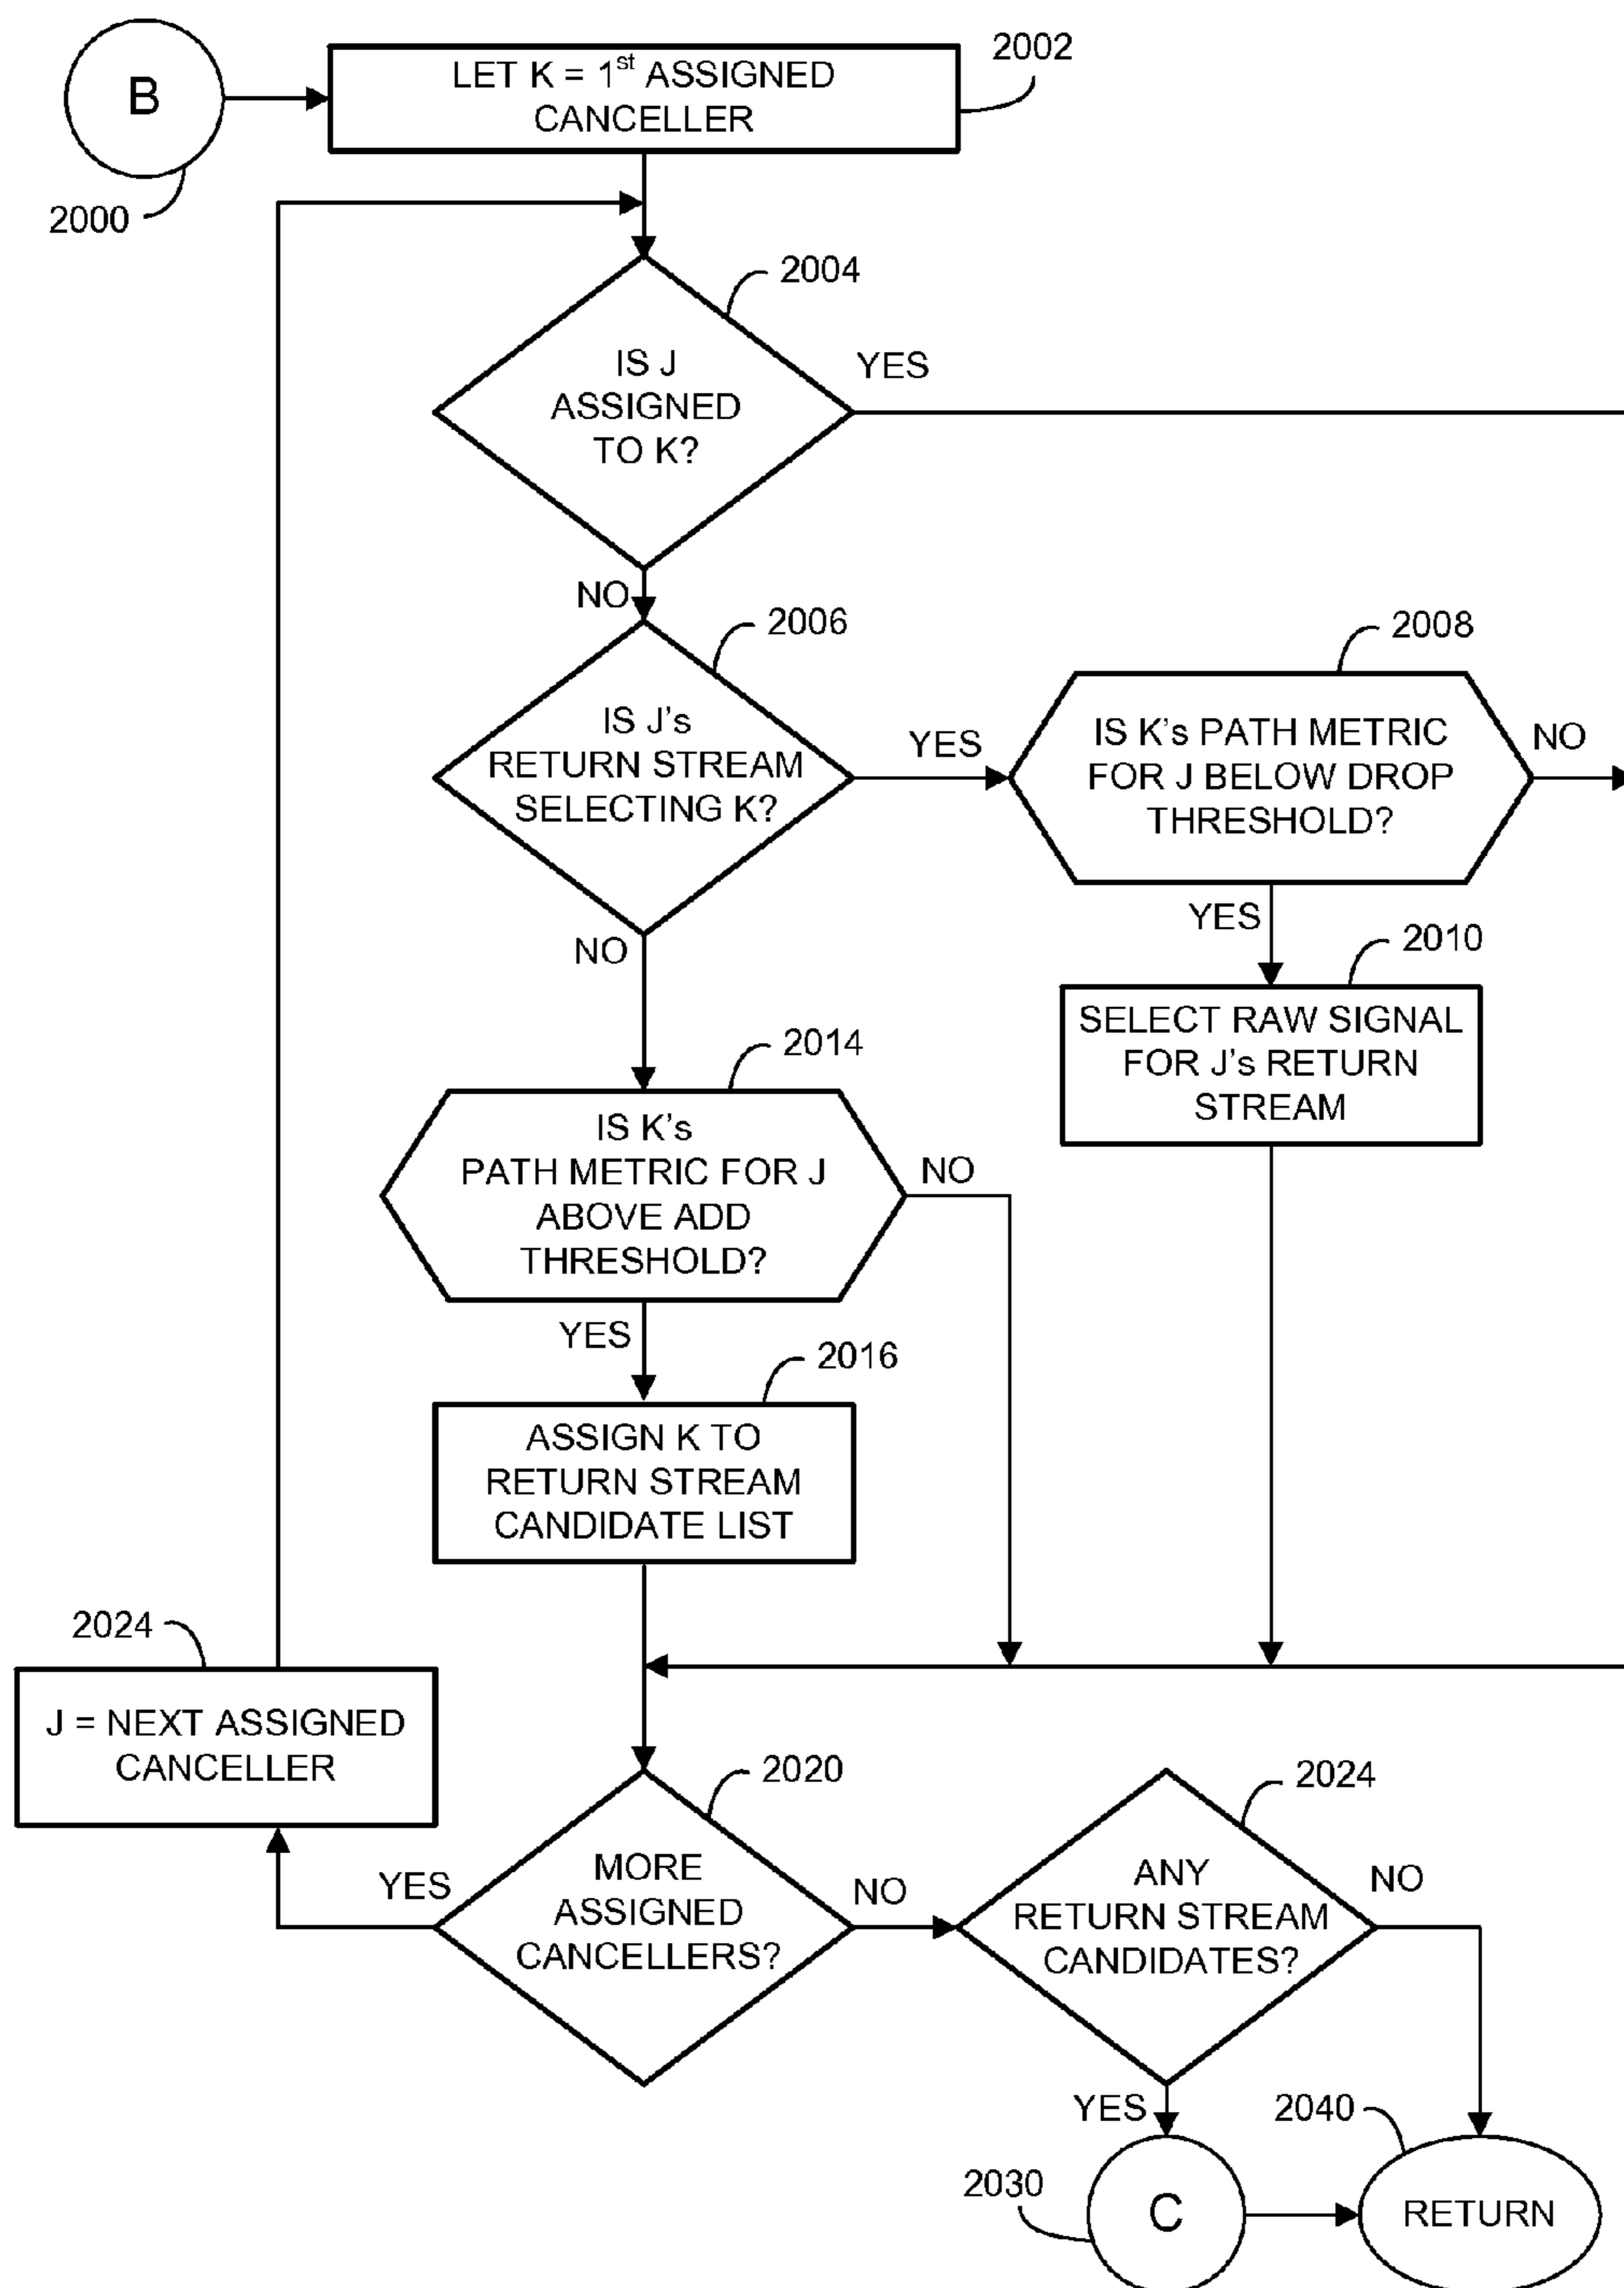 B
LET K = 1st ASSIGNED
CANCELLER
2002
2000
2004
IS J
ASSIGNED
TO K?
YES
NO
2006
IS J's
RETURN STREAM
SELECTING K?
YES
2008
IS K's PATH METRIC
FOR J BELOW DROP
THRESHOLD?
NO
YES
NO
2010
SELECT RAW SIGNAL
FOR J's RETURN
STREAM
2014
IS K's
PATH METRIC FOR J
ABOVE ADD
THRESHOLD?
NO
YES
2016
ASSIGN K TO
RETURN STREAM
CANDIDATE LIST
2024
J = NEXT ASSIGNED
CANCELLER
2020
MORE
ASSIGNED
CANCELLERS?
YES
NO
2024
ANY
RETURN STREAM
CANDIDATES?
NO
YES
2030
C
2040
RETURN